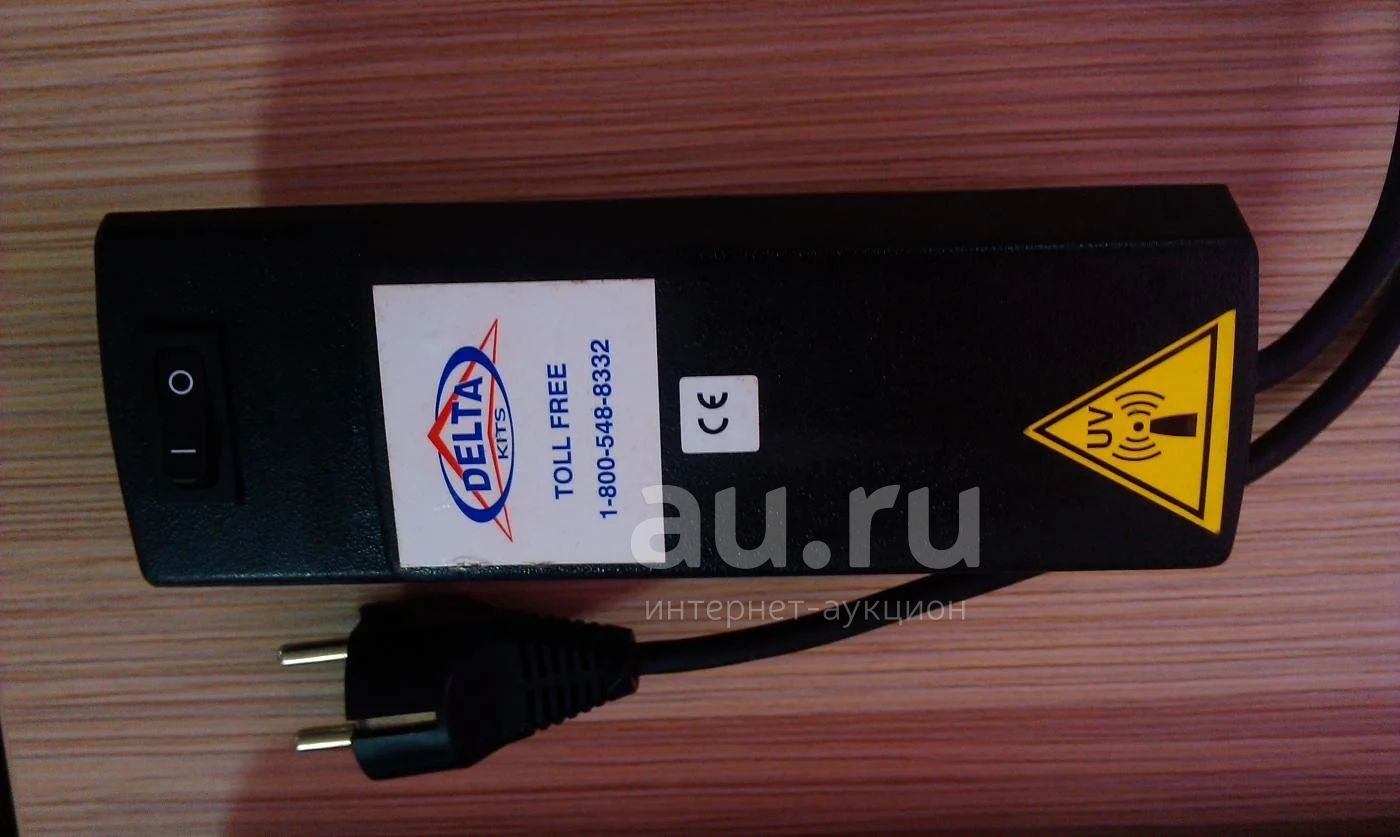 O
I
DELTA
KITS
TOLL FREE
1-800-548-8332
CE
UV
au.ru
интернет-аукцион